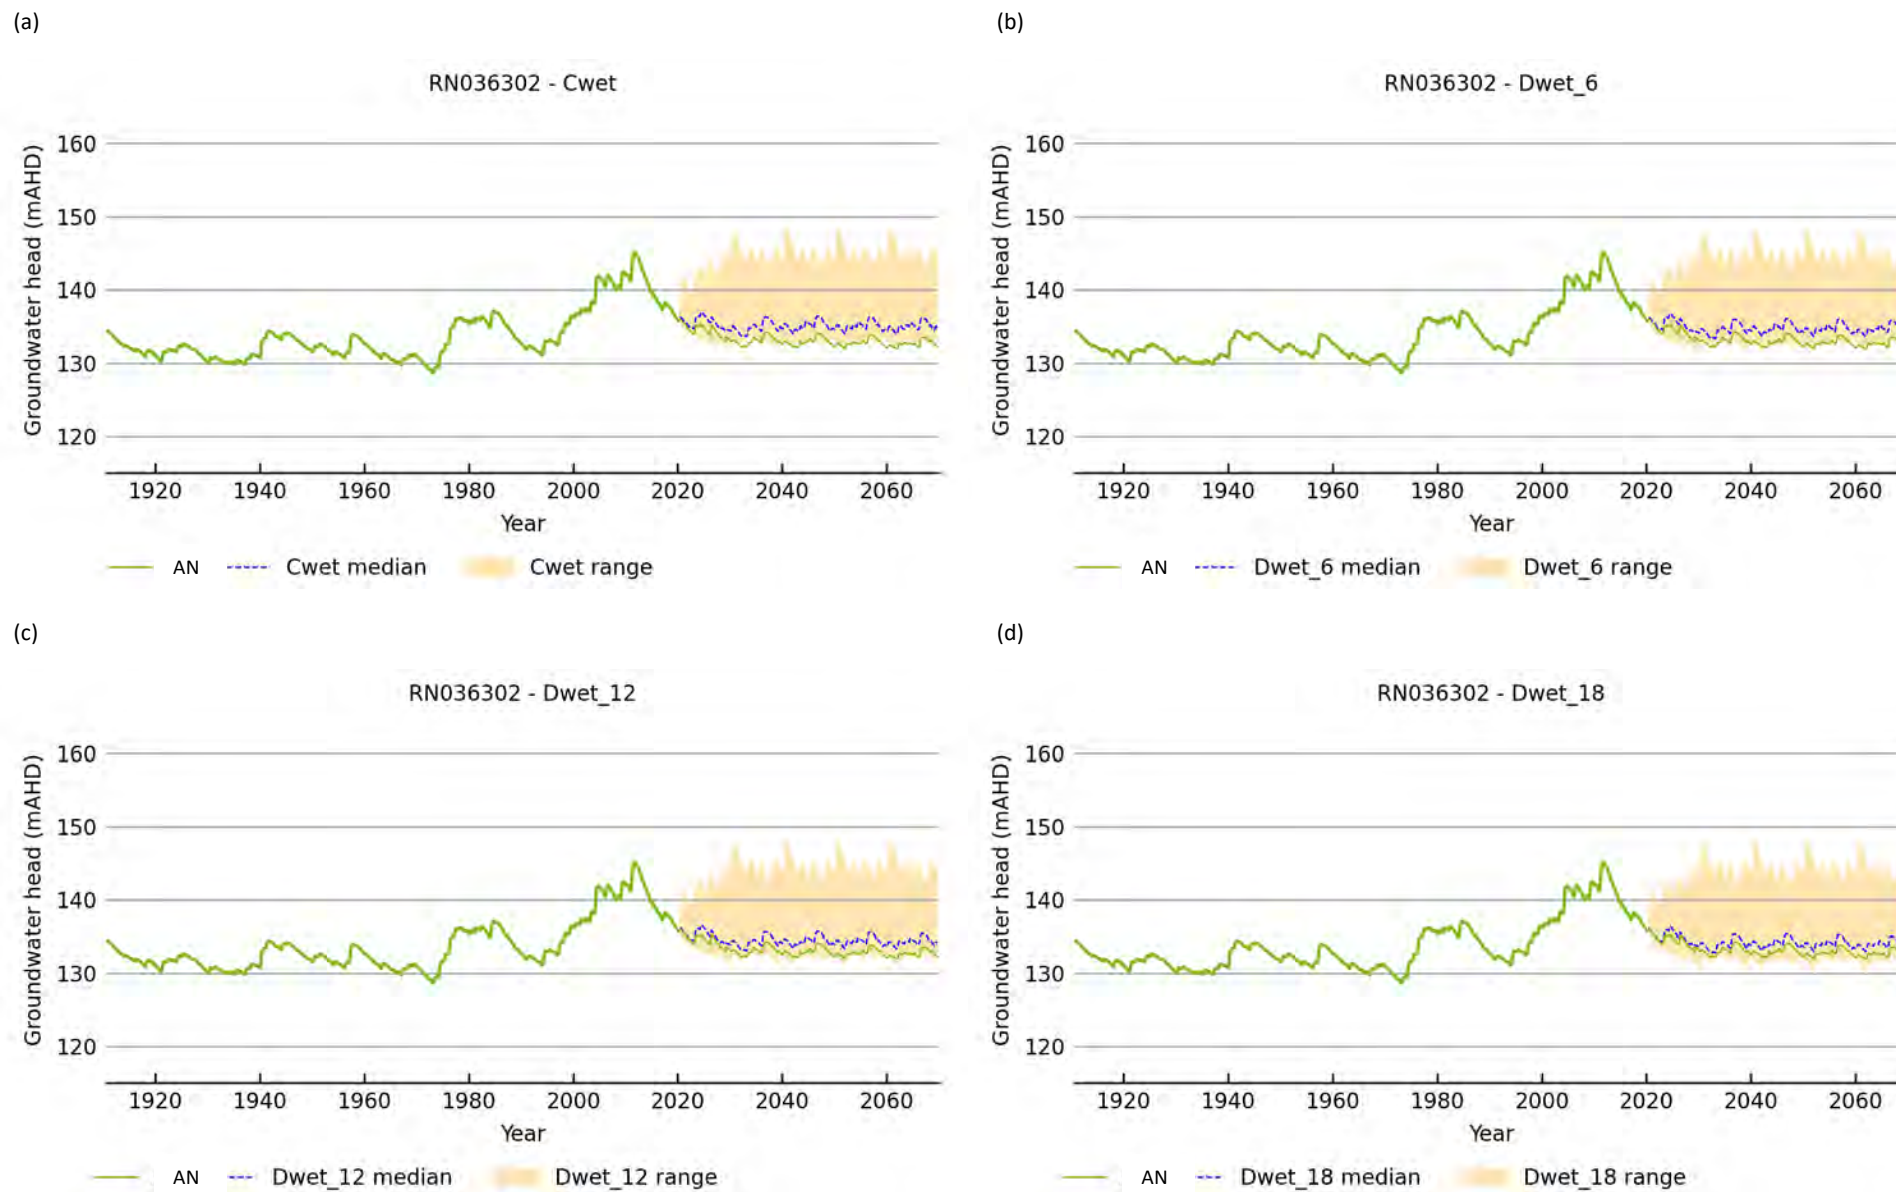 (a)
RN036302 - Cwet
Groundwater head (mAHD)
160
150
140
130
120
1920 1940 1960 1980 2000 2020 2040 2060
Year
AN Cwet median Cwet range
(b)
RN036302 - Dwet_6
Groundwater head (mAHD)
160
150
140
130
120
1920 1940 1960 1980 2000 2020 2040 2060
Year
AN Dwet_6 median Dwet_6 range
(c)
RN036302 - Dwet_12
Groundwater head (mAHD)
160
150
140
130
120
1920 1940 1960 1980 2000 2020 2040 2060
Year
AN Dwet_12 median Dwet_12 range
(d)
RN036302 - Dwet_18
Groundwater head (mAHD)
160
150
140
130
120
1920 1940 1960 1980 2000 2020 2040 2060
Year
AN Dwet_18 median Dwet_18 range